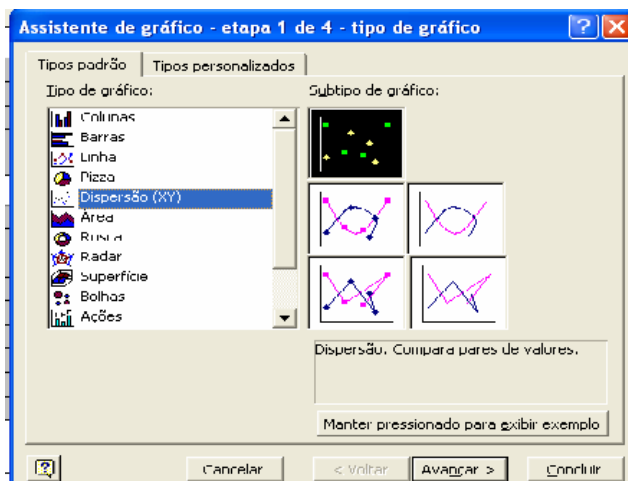 Assistente de gráfico - etapa 1 de 4 - tipo de gráfico
Tipos padrão
Tipos personalizados
Tipo de gráfico:
Colunas
Barras
Linha
Pizza
Dispersão (XY)
Área
Rosca
Radar
Superfície
Bolhas
Ações
Subtipo de gráfico:
Dispersão. Compara pares de valores.
Manter pressionado para exibir exemplo
Cancelar
< Voltar
Avançar >
Concluir